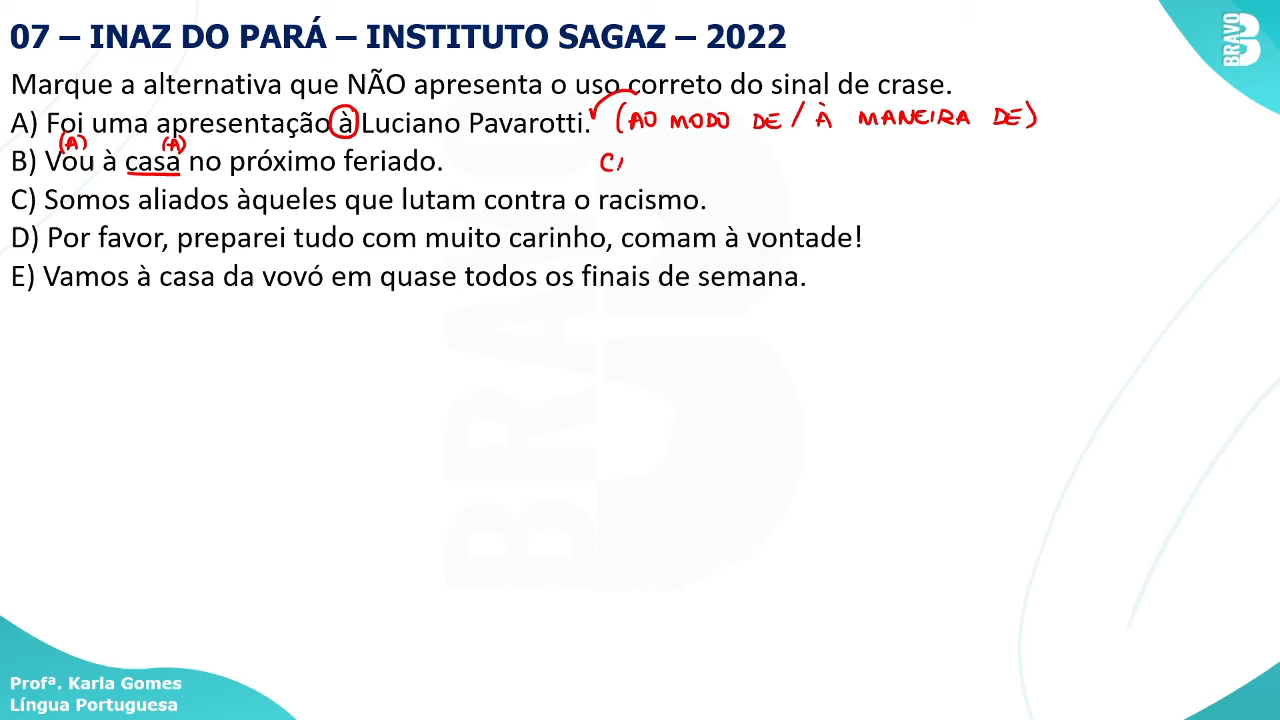 07 – INAZ DO PARÁ – INSTITUTO SAGAZ – 2022
BRAVO
Marque a alternativa que NÃO apresenta o uso correto do sinal de crase.
A) Foi uma apresentação à Luciano Pavarotti. (AO MODO DE / À MANEIRA DE)
(A) (A)
B) Vou à casa no próximo feriado.
C) Somos aliados àqueles que lutam contra o racismo.
D) Por favor, preparei tudo com muito carinho, comam à vontade!
E) Vamos à casa da vovó em quase todos os finais de semana.
BRAVO
Profª. Karla Gomes
Língua Portuguesa